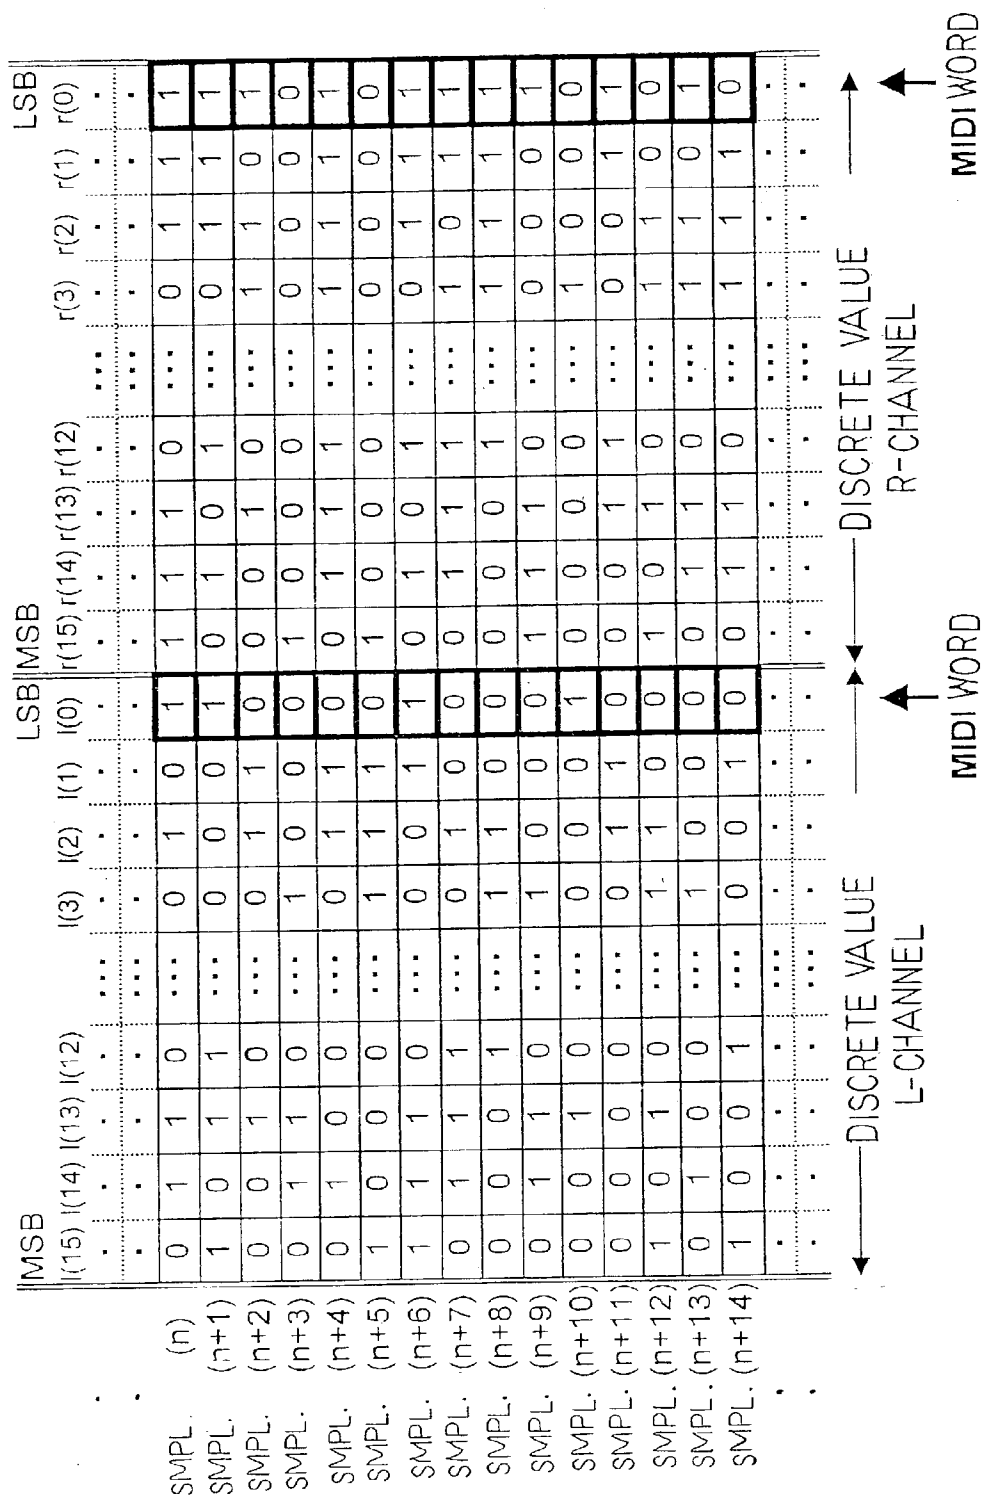 MSB LSB MSB LSB
l(15) l(14) l(13) l(12) ... l(3) l(2) l(1) l(0) r(15) r(14) r(13) r(12) ... r(3) r(2) r(1) r(0)
SMPL. (n) 0 1 1 0 ... 0 1 0 1 1 1 1 0 ... 0 1 1 1
SMPL. (n+1) 1 0 1 1 ... 0 0 0 1 0 1 0 1 ... 0 1 1 1
SMPL. (n+2) 0 0 1 0 ... 0 1 1 0 0 0 1 0 ... 1 1 0 1
SMPL. (n+3) 0 1 1 0 ... 1 0 0 0 1 0 0 0 ... 0 0 0 0
SMPL. (n+4) 0 1 0 0 ... 0 1 1 0 0 1 1 1 ... 1 1 1 1
SMPL. (n+5) 1 0 0 0 ... 1 1 1 0 1 0 0 0 ... 0 0 0 0
SMPL. (n+6) 1 1 1 0 ... 0 0 1 1 0 1 0 1 ... 0 1 1 1
SMPL. (n+7) 0 1 1 1 ... 0 1 0 0 0 1 1 1 ... 1 0 1 1
SMPL. (n+8) 0 0 0 1 ... 1 1 0 0 0 0 0 1 ... 1 1 1 1
SMPL. (n+9) 0 1 1 0 ... 1 0 0 0 1 1 1 0 ... 0 0 0 1
SMPL. (n+10) 0 0 1 0 ... 0 0 0 1 0 0 0 0 ... 1 0 0 0
SMPL. (n+11) 0 0 0 0 ... 0 1 1 0 0 0 1 1 ... 0 0 1 1
SMPL. (n+12) 1 0 1 0 ... 1 1 0 0 1 0 1 0 ... 1 1 0 0
SMPL. (n+13) 0 1 0 0 ... 1 0 0 0 0 1 1 0 ... 1 1 0 1
SMPL. (n+14) 1 0 0 1 ... 0 0 1 0 0 1 1 0 ... 1 1 1 0
DISCRETE VALUE
L-CHANNEL
MIDI WORD
DISCRETE VALUE
R-CHANNEL
MIDI WORD